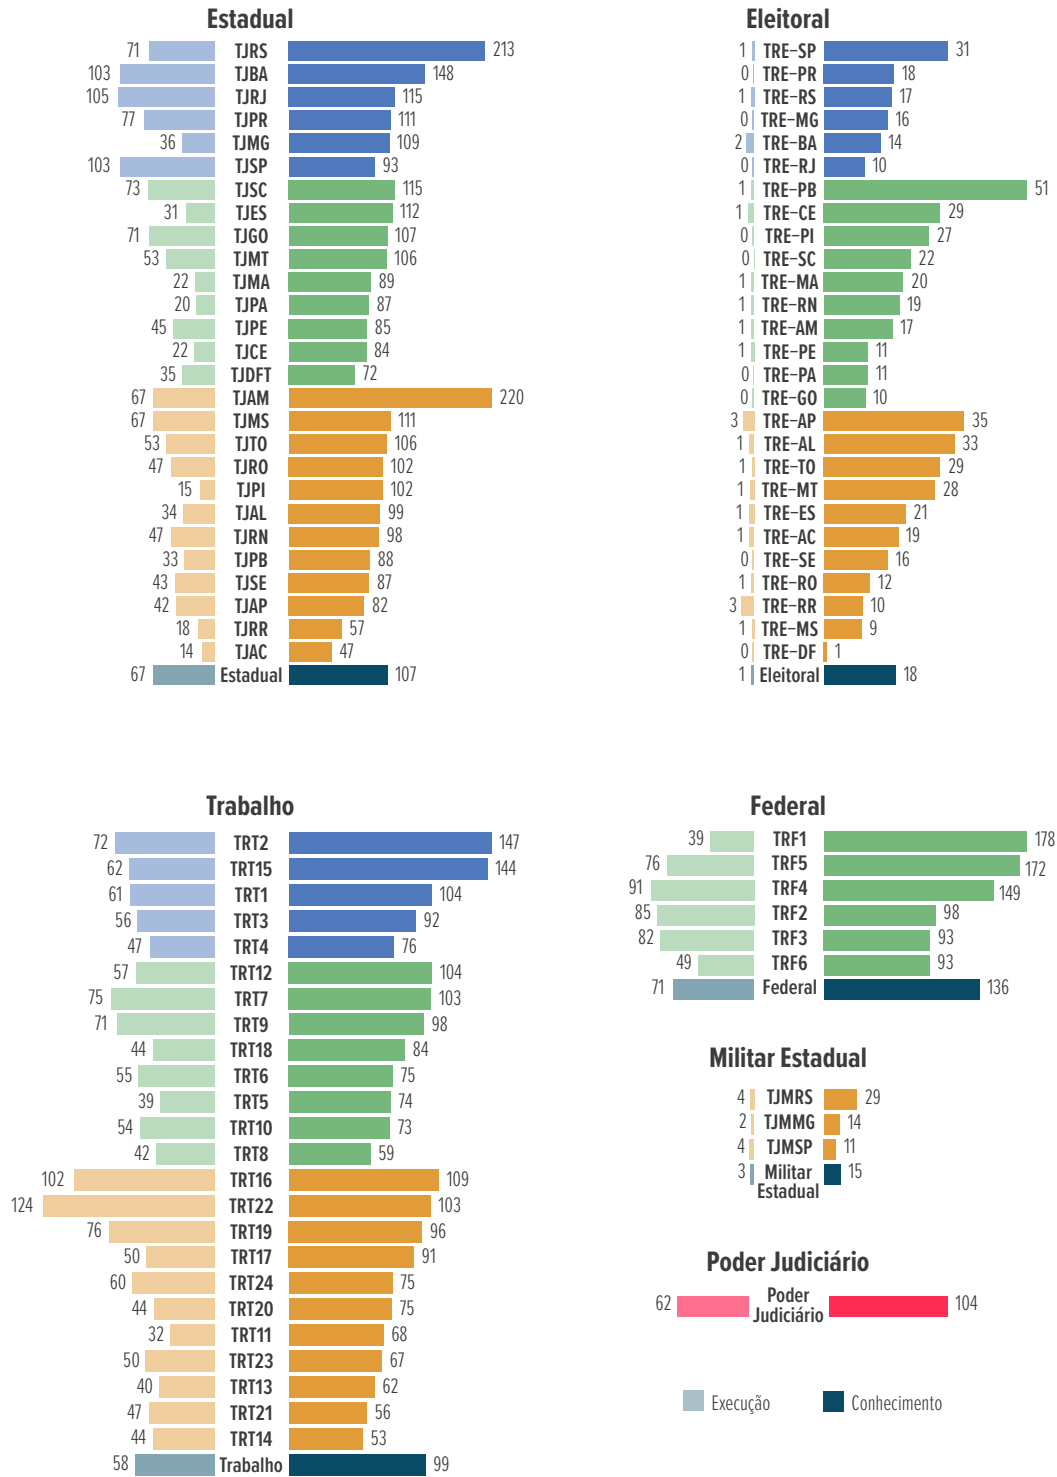 Estadual
71 TJRS 213
103 TJBA 148
105 TJRJ 115
77 TJPR 111
36 TJMG 109
103 TJSP 93
73 TJSC 115
31 TJES 112
71 TJGO 107
53 TJMT 106
22 TJMA 89
20 TJPA 87
45 TJPE 85
22 TJCE 84
35 TJDFT 72
67 TJAM 220
67 TJMS 111
53 TJTO 106
47 TJRO 102
15 TJPI 102
34 TJAL 99
47 TJRN 98
33 TJPB 88
43 TJSE 87
42 TJAP 82
18 TJRR 57
14 TJAC 47
67 Estadual 107
Eleitoral
1 TRE–SP 31
0 TRE–PR 18
1 TRE–RS 17
0 TRE–MG 16
2 TRE–BA 14
0 TRE–RJ 10
1 TRE–PB 51
1 TRE–CE 29
0 TRE–PI 27
0 TRE–SC 22
1 TRE–MA 20
1 TRE–RN 19
1 TRE–AM 17
1 TRE–PE 11
0 TRE–PA 11
0 TRE–GO 10
3 TRE–AP 35
1 TRE–AL 33
1 TRE–TO 29
1 TRE–MT 28
1 TRE–ES 21
1 TRE–AC 19
0 TRE–SE 16
1 TRE–RO 12
3 TRE–RR 10
1 TRE–MS 9
0 TRE–DF 1
1 Eleitoral 18
Trabalho
72 TRT2 147
62 TRT15 144
61 TRT1 104
56 TRT3 92
47 TRT4 76
57 TRT12 104
75 TRT7 103
71 TRT9 98
44 TRT18 84
55 TRT6 75
39 TRT5 74
54 TRT10 73
42 TRT8 59
102 TRT16 109
124 TRT22 103
76 TRT19 96
50 TRT17 91
60 TRT24 75
44 TRT20 75
32 TRT11 68
50 TRT23 67
40 TRT13 62
47 TRT21 56
44 TRT14 53
58 Trabalho 99
Federal
39 TRF1 178
76 TRF5 172
91 TRF4 149
85 TRF2 98
82 TRF3 93
49 TRF6 93
71 Federal 136
Militar Estadual
4 TJMRS 29
2 TJMMG 14
4 TJMSP 11
3 Militar 15
Estadual
Poder Judiciário
62 Poder 104
Judiciário
Execução Conhecimento